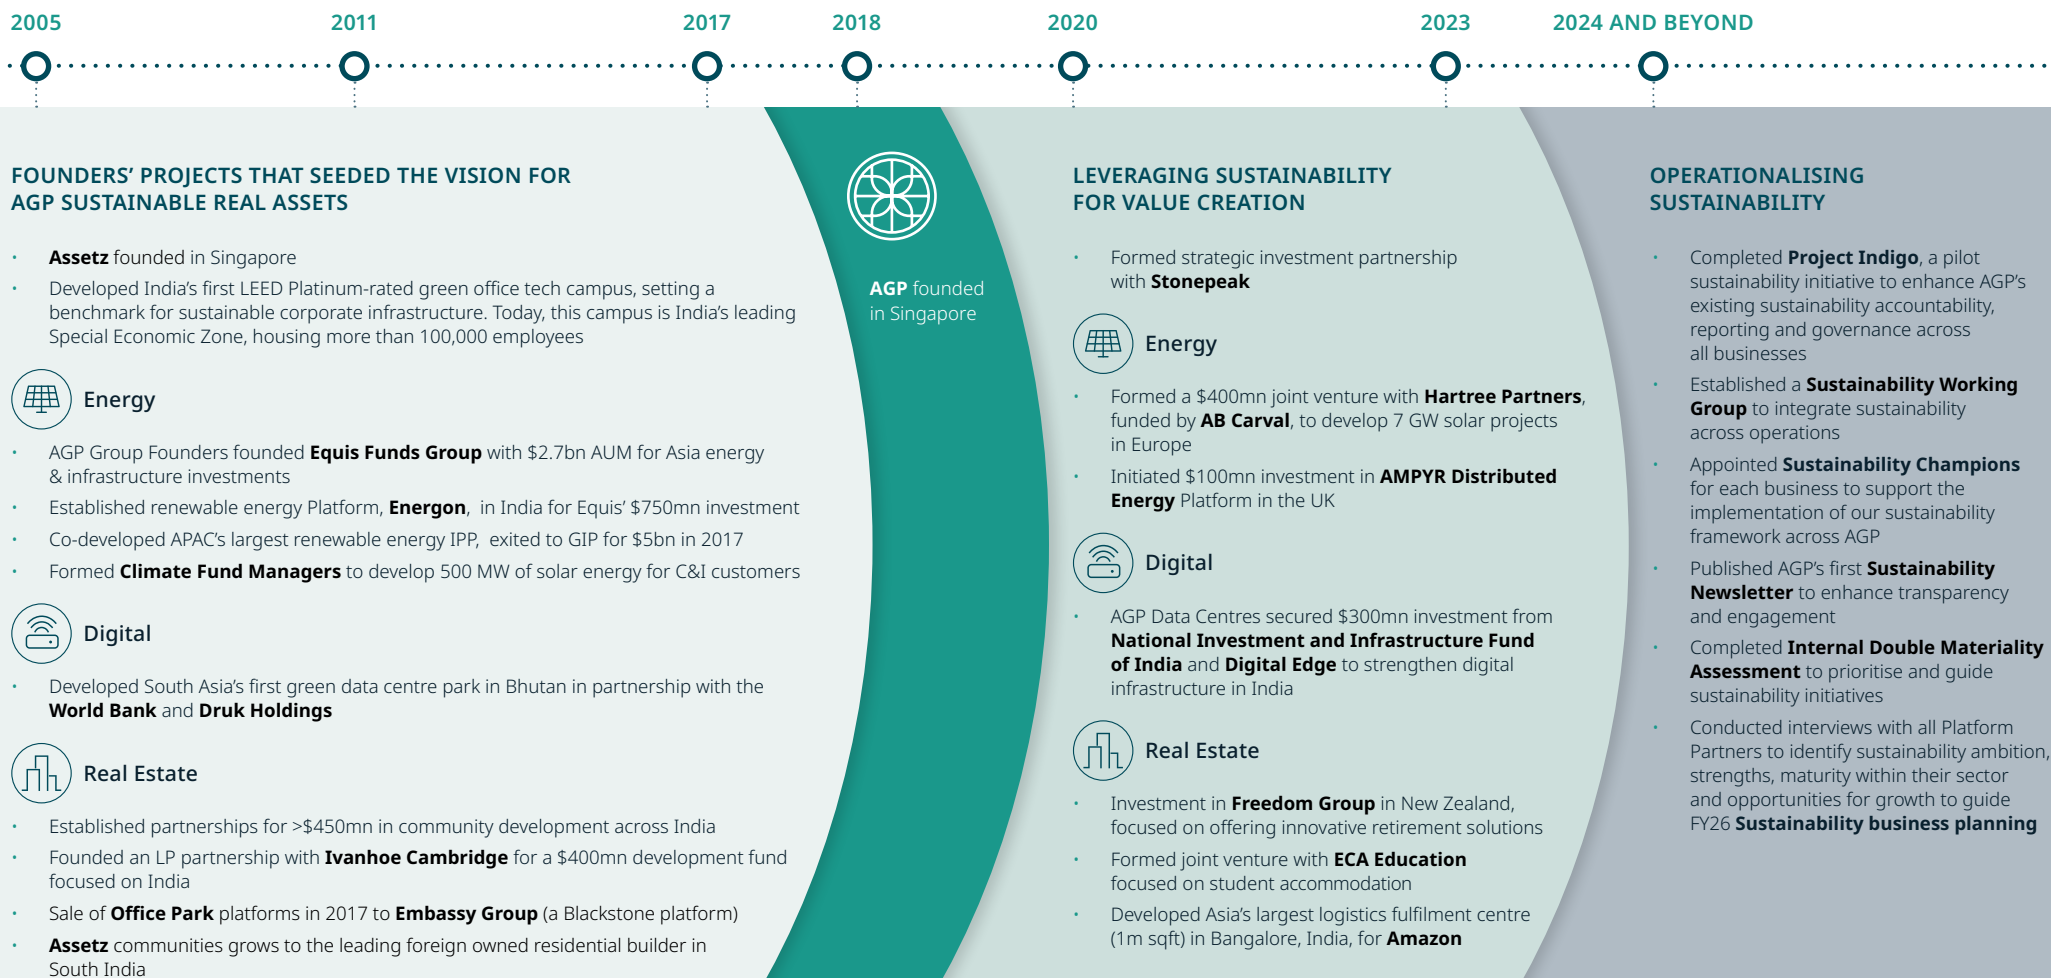 2005
2011
2017
2018
2020
2023
2024 AND BEYOND
FOUNDERS’ PROJECTS THAT SEEDED THE VISION FOR
AGP SUSTAINABLE REAL ASSETS
• Assetz founded in Singapore
• Developed India’s first LEED Platinum-rated green office tech campus, setting a
benchmark for sustainable corporate infrastructure. Today, this campus is India’s leading
Special Economic Zone, housing more than 100,000 employees
Energy
• AGP Group Founders founded Equis Funds Group with $2.7bn AUM for Asia energy
& infrastructure investments
• Established renewable energy Platform, Energon, in India for Equis’ $750mn investment
• Co-developed APAC’s largest renewable energy IPP, exited to GIP for $5bn in 2017
• Formed Climate Fund Managers to develop 500 MW of solar energy for C&I customers
Digital
• Developed South Asia’s first green data centre park in Bhutan in partnership with the
World Bank and Druk Holdings
Real Estate
• Established partnerships for >$450mn in community development across India
• Founded an LP partnership with Ivanhoe Cambridge for a $400mn development fund
focused on India
• Sale of Office Park platforms in 2017 to Embassy Group (a Blackstone platform)
• Assetz communities grows to the leading foreign owned residential builder in
South India
AGP founded
in Singapore
LEVERAGING SUSTAINABILITY
FOR VALUE CREATION
• Formed strategic investment partnership
with Stonepeak
Energy
• Formed a $400mn joint venture with Hartree Partners,
funded by AB Carval, to develop 7 GW solar projects
in Europe
• Initiated $100mn investment in AMPYR Distributed
Energy Platform in the UK
Digital
• AGP Data Centres secured $300mn investment from
National Investment and Infrastructure Fund
of India and Digital Edge to strengthen digital
infrastructure in India
Real Estate
• Investment in Freedom Group in New Zealand,
focused on offering innovative retirement solutions
• Formed joint venture with ECA Education
focused on student accommodation
• Developed Asia’s largest logistics fulfilment centre
(1m sqft) in Bangalore, India, for Amazon
OPERATIONALISING
SUSTAINABILITY
• Completed Project Indigo, a pilot
sustainability initiative to enhance AGP’s
existing sustainability accountability,
reporting and governance across
all businesses
• Established a Sustainability Working
Group to integrate sustainability
across operations
• Appointed Sustainability Champions
for each business to support the
implementation of our sustainability
framework across AGP
• Published AGP’s first Sustainability
Newsletter to enhance transparency
and engagement
• Completed Internal Double Materiality
Assessment to prioritise and guide
sustainability initiatives
• Conducted interviews with all Platform
Partners to identify sustainability ambition,
strengths, maturity within their sector
and opportunities for growth to guide
FY26 Sustainability business planning